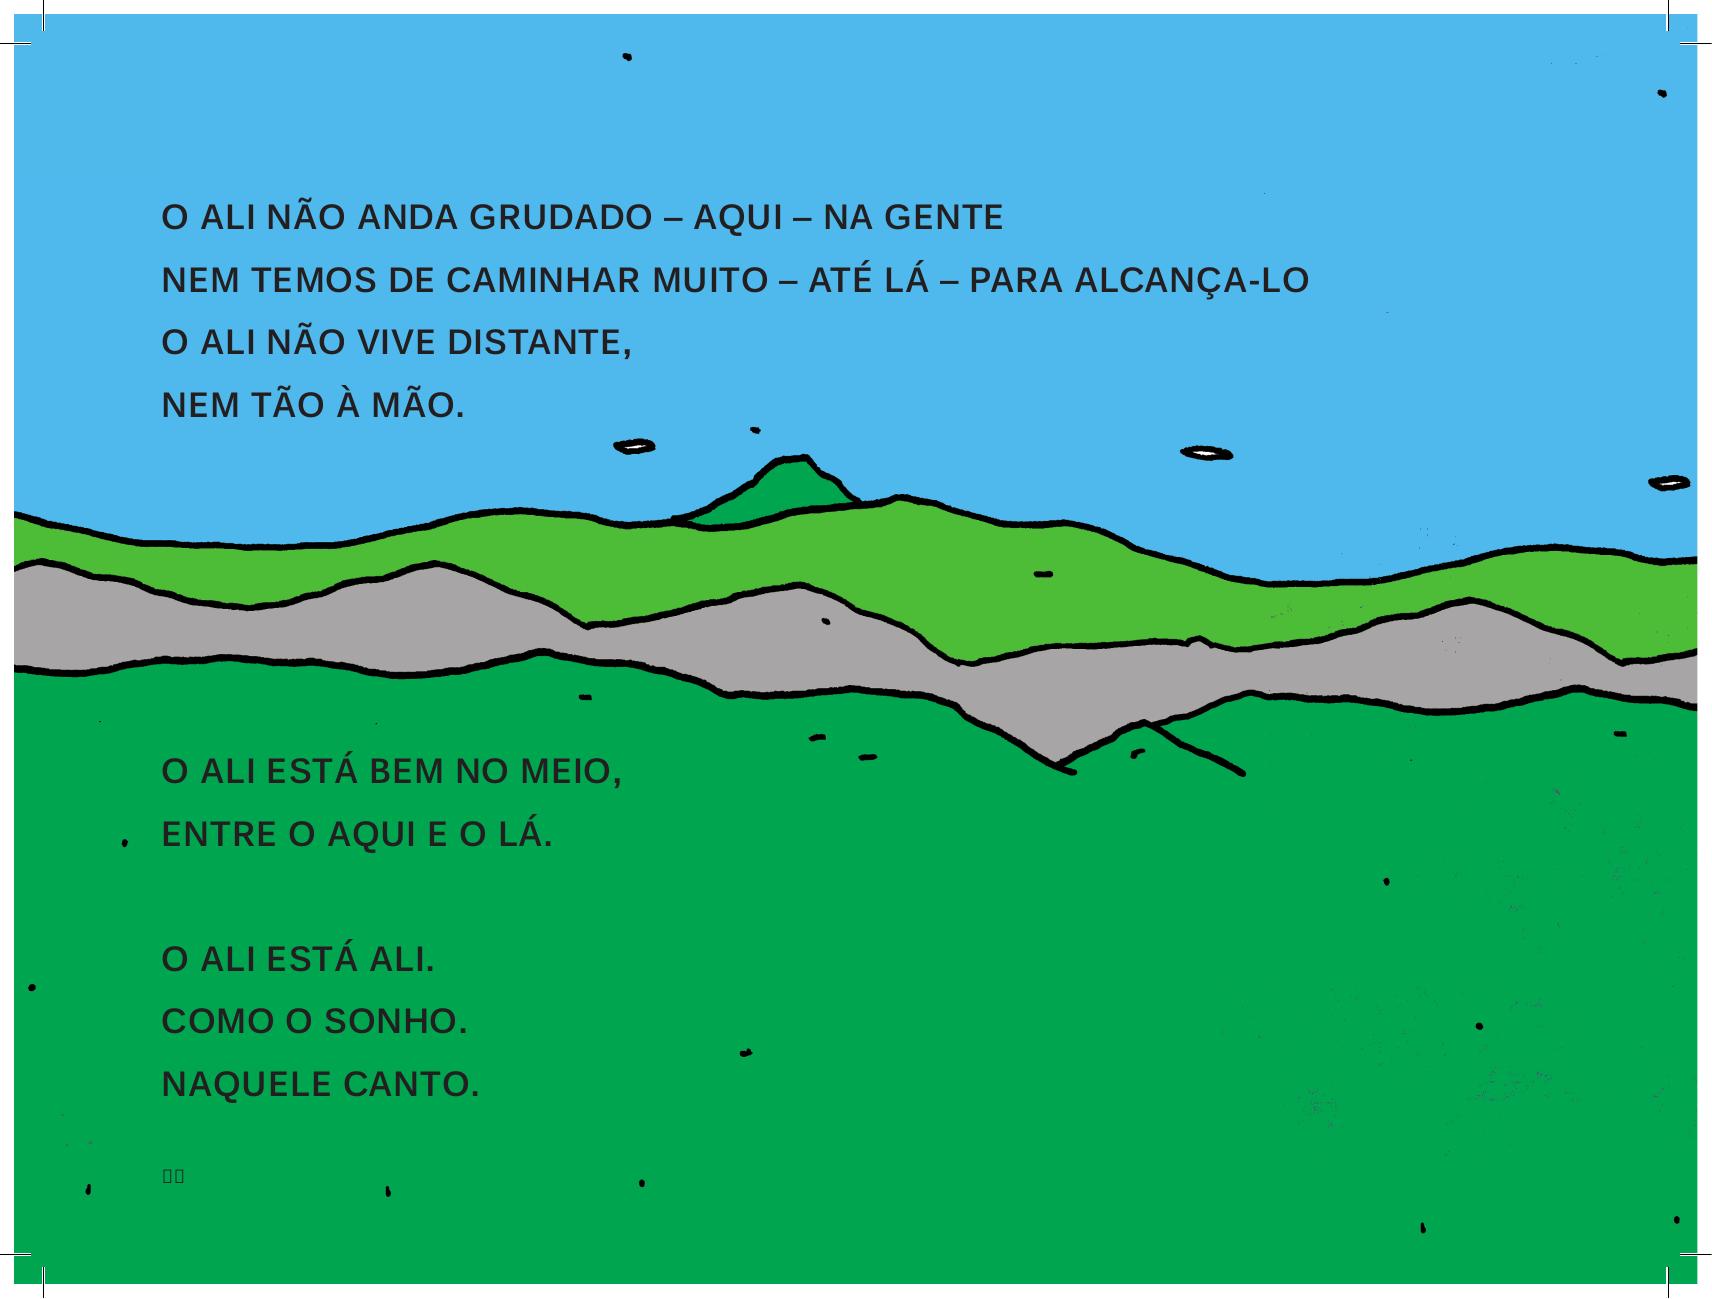 O ALI NÃO ANDA GRUDADO – AQUI – NA GENTE
NEM TEMOS DE CAMINHAR MUITO – ATÉ LÁ – PARA ALCANÇA-LO
O ALI NÃO VIVE DISTANTE,
NEM TÃO À MÃO.
O ALI ESTÁ BEM NO MEIO,
ENTRE O AQUI E O LÁ.
O ALI ESTÁ ALI.
COMO O SONHO.
NAQUELE CANTO.